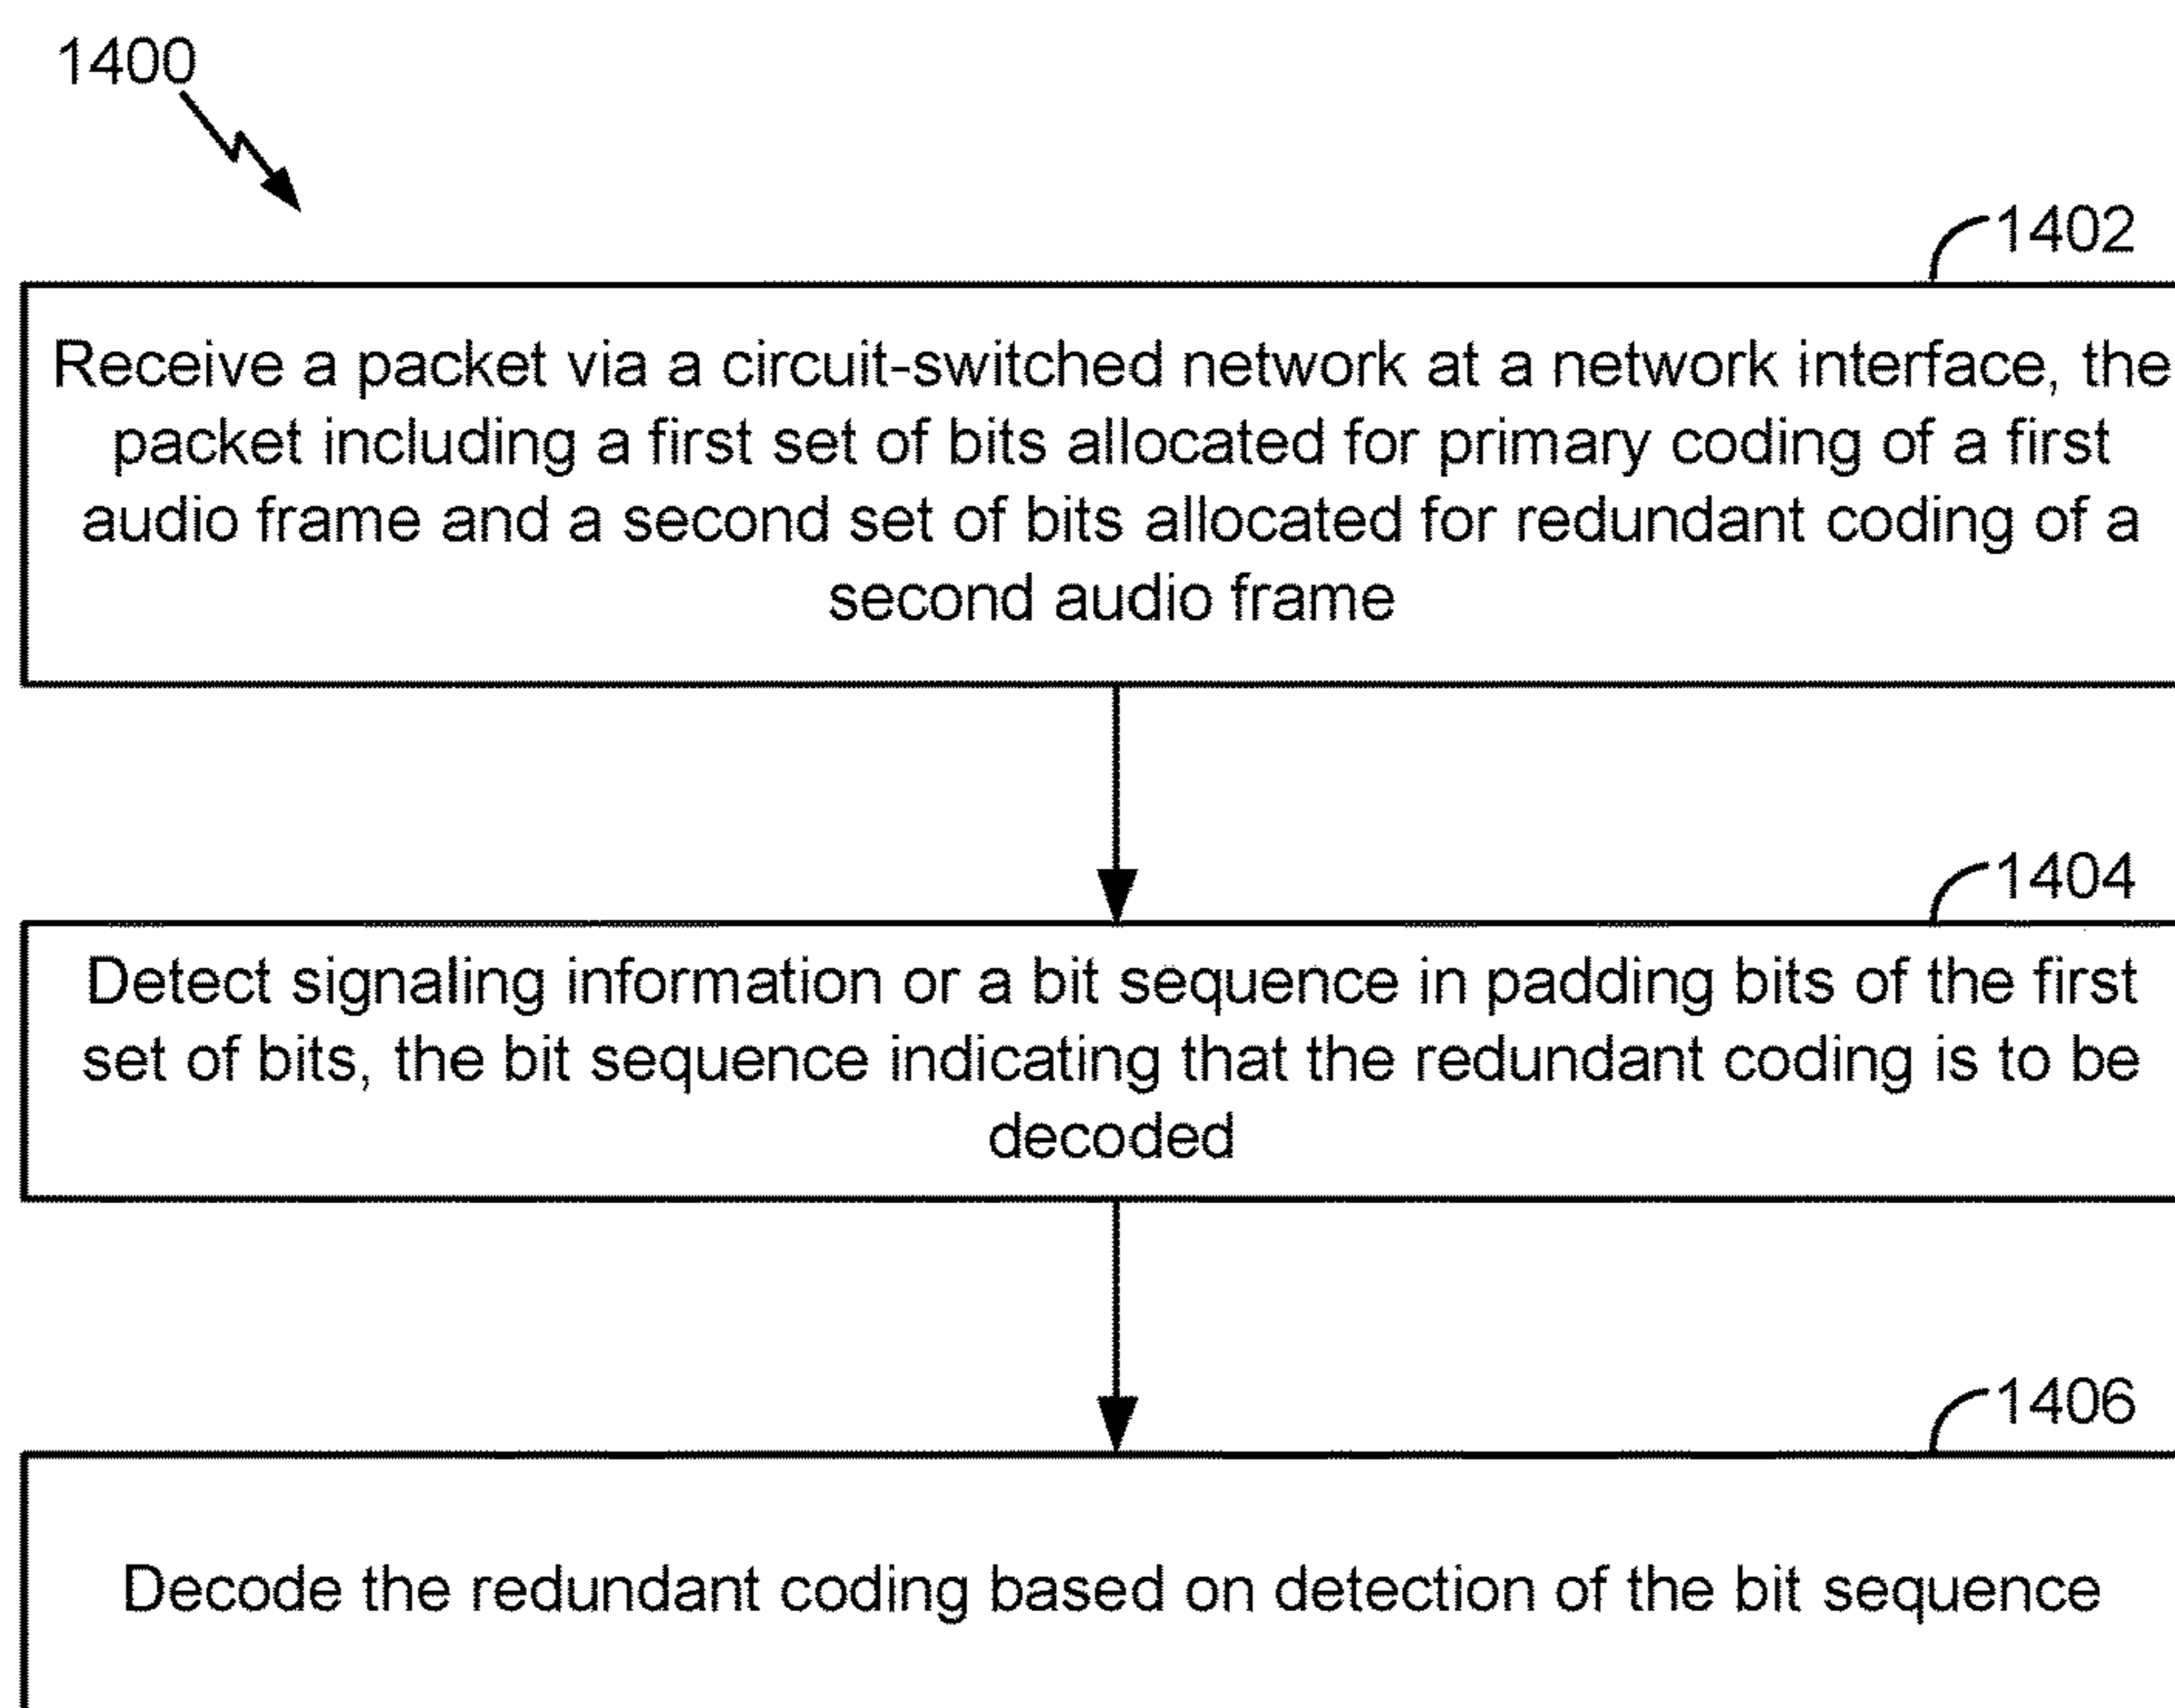 1400
1402
Receive a packet via a circuit-switched network at a network interface, the
packet including a first set of bits allocated for primary coding of a first
audio frame and a second set of bits allocated for redundant coding of a
second audio frame
1404
Detect signaling information or a bit sequence in padding bits of the first
set of bits, the bit sequence indicating that the redundant coding is to be
decoded
1406
Decode the redundant coding based on detection of the bit sequence